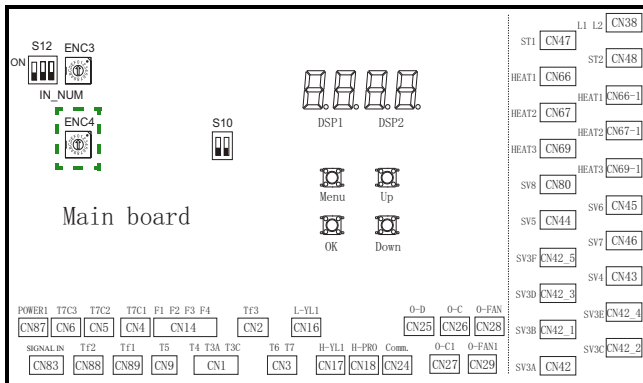 S12 ENC3
ON
IN_NUM
ENC4
S10
DSP1 DSP2
Menu Up
OK Down
Main board
POWER1 T7C3 T7C2 T7C1 F1 F2 F3 F4 Tf3 L-YL1 O-D O-C O-FAN
CN87 CN6 CN5 CN4 CN14 CN2 CN16 CN25 CN26 CN28
SIGNAL IN Tf2 Tf1 T5 T4 T3A T3C T6 T7 H-YL1 H-PRO Comm. O-C1 O-FAN1
CN83 CN88 CN89 CN9 CN1 CN3 CN17 CN18 CN24 CN27 CN29
L1 L2 CN38
ST1 CN47
ST2 CN48
HEAT1 CN66
HEAT1 CN66-1
HEAT2 CN67
HEAT2 CN67-1
HEAT3 CN69
HEAT3 CN69-1
SV8 CN80
SV6 CN45
SV5 CN44
SV7 CN46
SV3F CN42_5
SV4 CN43
SV3D CN42_3
SV3E CN42_4
SV3B CN42_1
SV3C CN42_2
SV3A CN42